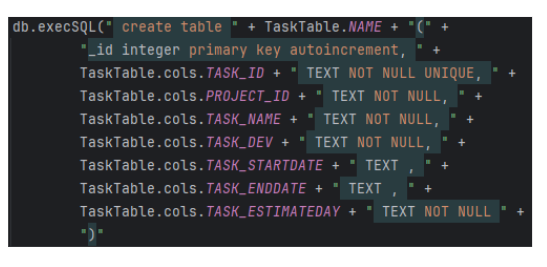 db.execSQL(" create table " + TaskTable.NAME + "(" +
"_id integer primary key autoincrement, " +
TaskTable.cols.TASK_ID + " TEXT NOT NULL UNIQUE, " +
TaskTable.cols.PROJECT_ID + " TEXT NOT NULL, " +
TaskTable.cols.TASK_NAME + " TEXT NOT NULL, " +
TaskTable.cols.TASK_DEV + " TEXT NOT NULL, " +
TaskTable.cols.TASK_STARTDATE + " TEXT , " +
TaskTable.cols.TASK_ENDDATE + " TEXT , " +
TaskTable.cols.TASK_ESTIMATEDAY + " TEXT NOT NULL " +
")"